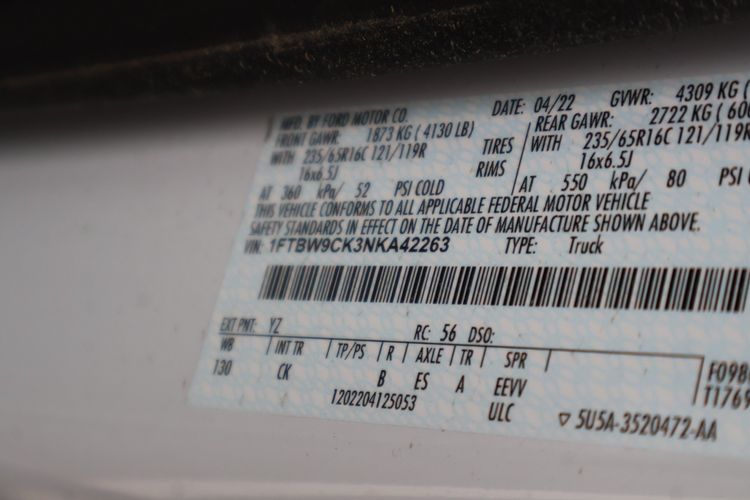 MFD. BY FORD MOTOR CO. DATE: 04/22 GVWR: 4309 KG (
FRONT GAWR: 1873 KG ( 4130 LB) REAR GAWR: 2722 KG (
WITH 235/65R16C 121/119R TIRES WITH 235/65R16C 121/119R
16x6.5J RIMS 16x6.5J
AT 360 kPa/ 52 PSI COLD AT 550 kPa/ 80 PSI
THIS VEHICLE CONFORMS TO ALL APPLICABLE FEDERAL MOTOR VEHICLE
SAFETY STANDARDS IN EFFECT ON THE DATE OF MANUFACTURE SHOWN ABOVE.
VIN: 1FTBW9CK3NKA42263 TYPE: Truck
EXT PNT: YZ RC: 56 DSO:
WB INT TR TP/PS R AXLE TR SPR
130 CK B ES A EEVV
1202204125053 ULC
5U5A-3520472-AA